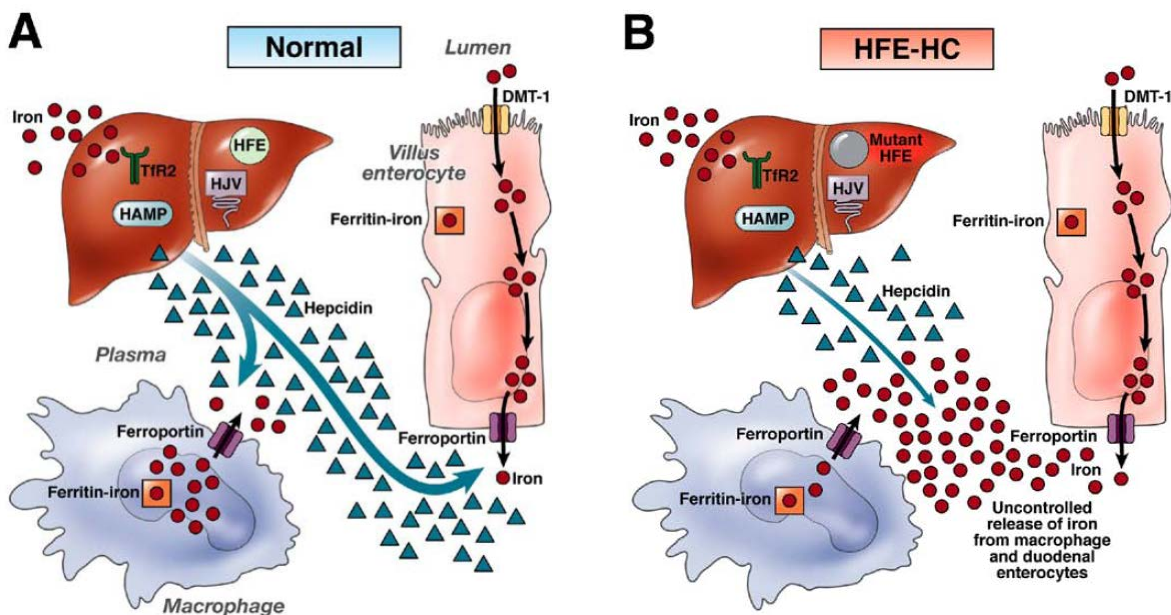 A
Normal
Lumen
Iron
DMT-1
HFE
TfR2
Villus
enterocyte
HJV
HAMP
Ferritin-iron
Hepcidin
Plasma
Ferroportin
Ferroportin
Iron
Ferritin-iron
Macrophage
B
HFE-HC
Iron
DMT-1
Mutant
HFE
TfR2
HJV
HAMP
Ferritin-iron
Hepcidin
Ferroportin
Ferroportin
Iron
Ferritin-iron
Uncontrolled
release of iron
from macrophage
and duodenal
enterocytes